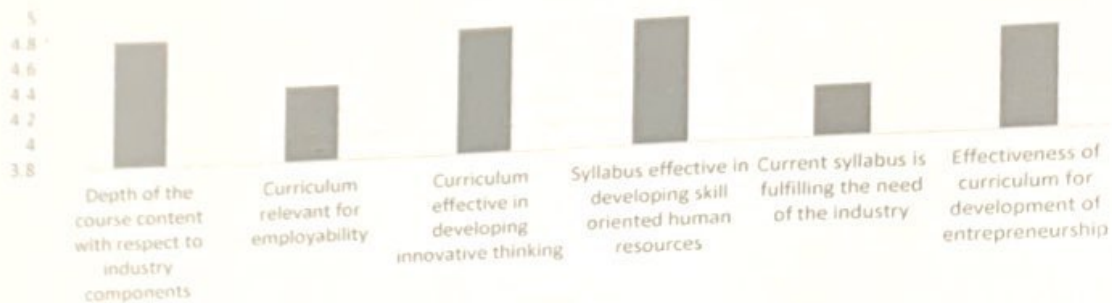 5
4.8
4.6
4.4
4.2
4
3.8
Depth of the
course content
with respect to
industry
components
Curriculum
relevant for
employability
Curriculum
effective in
developing
innovative thinking
Syllabus effective in
developing skill
oriented human
resources
Current syllabus is
fulfilling the need
of the industry
Effectiveness of
curriculum for
development of
entrepreneurship